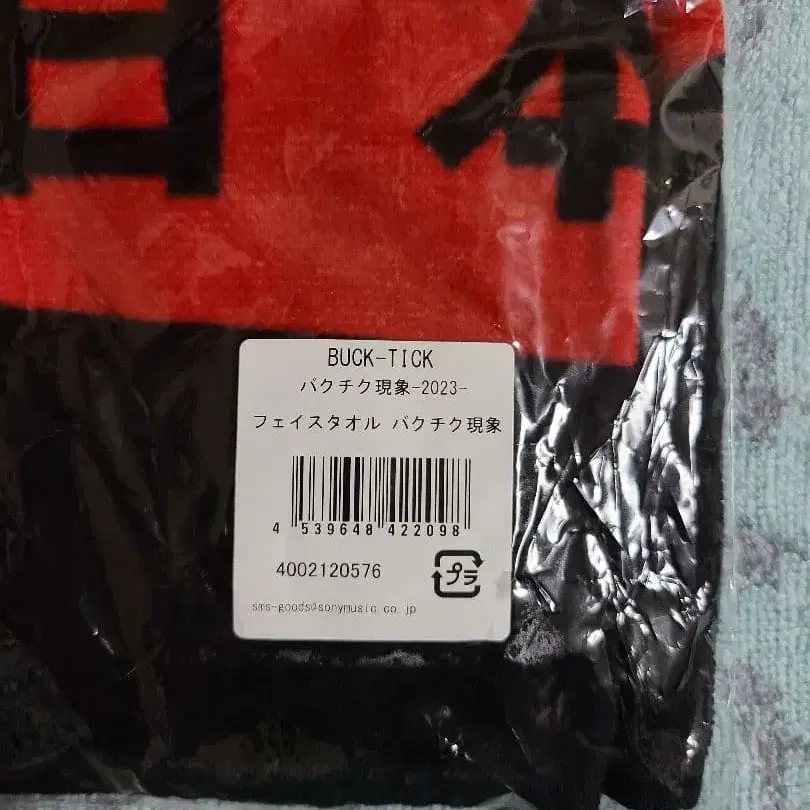 BUCK-TICK
バクチク現象-2023-
フェイスタオル バクチク現象
4 539648 422098
4002120576
プラ
sms-goods@sonymusic.co.jp